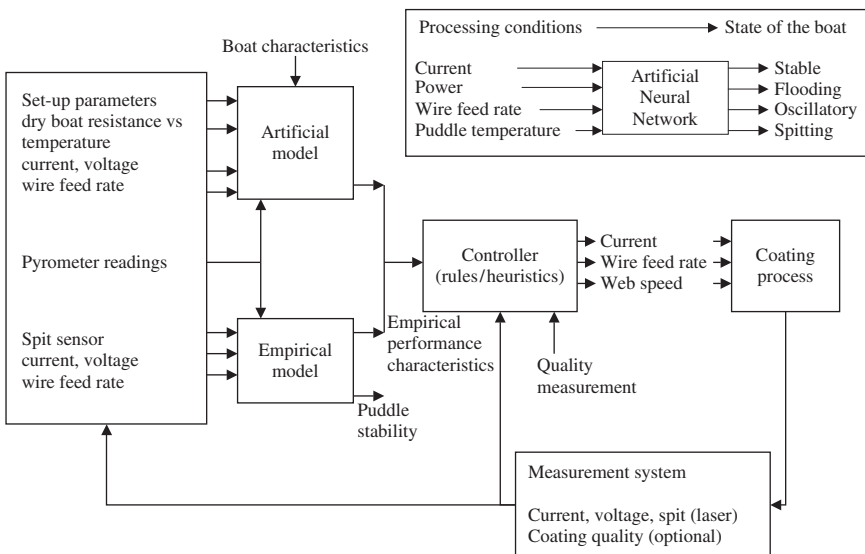 Boat characteristics
Set-up parameters
dry boat resistance vs
temperature
current, voltage
wire feed rate
Pyrometer readings
Spit sensor
current, voltage
wire feed rate
Artificial
model
Empirical
model
Empirical
performance
characteristics
Puddle
stability
Processing conditions
State of the boat
Current
Power
Wire feed rate
Puddle temperature
Artificial
Neural
Network
Stable
Flooding
Oscillatory
Spitting
Controller
(rules/heuristics)
Current
Wire feed rate
Web speed
Coating
process
Quality
measurement
Measurement system
Current, voltage, spit (laser)
Coating quality (optional)